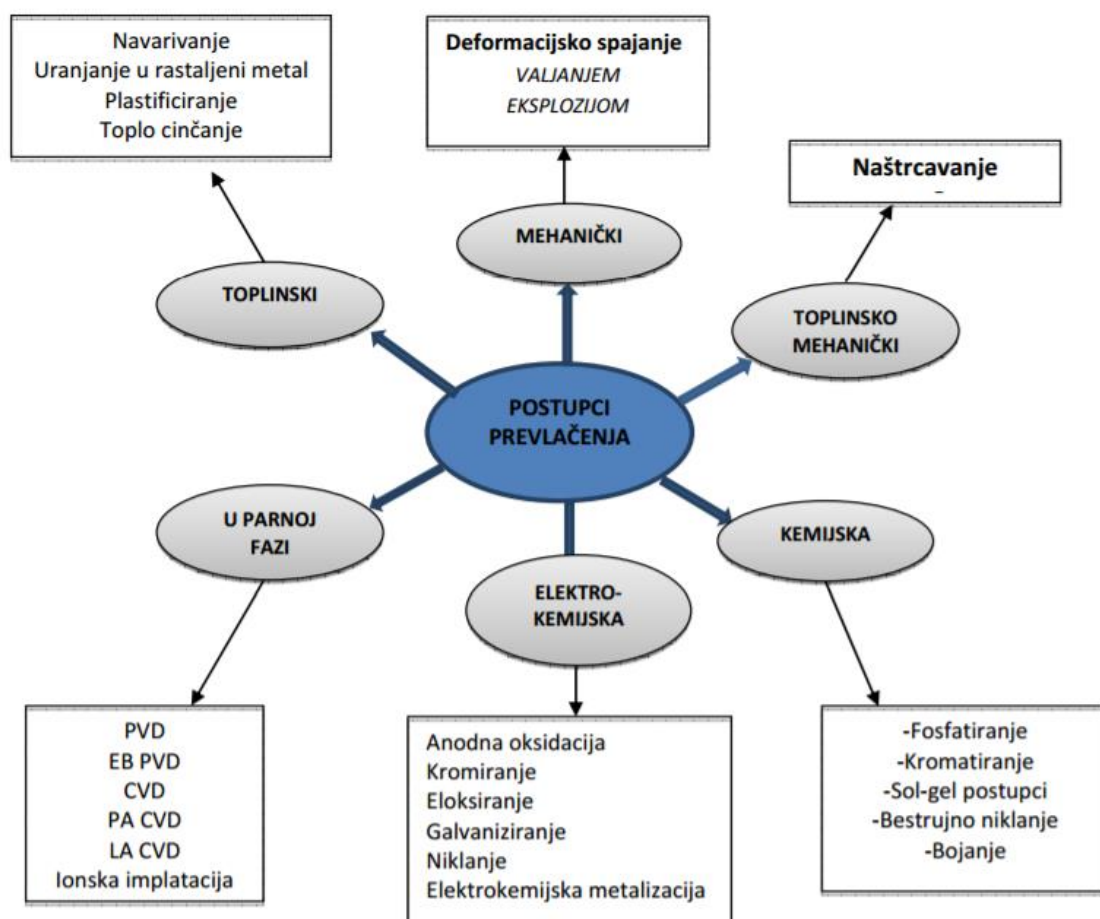 Navarivanje
Uranjanje u rastaljeni metal
Plastificiranje
Toplo cinčanje
Deformacijsko spajanje
VALJANJEM
EKSPLOZIJOM
Naštrcavanje
–
TOPLINSKI
MEHANIČKI
TOPLINSKO
MEHANIČKI
POSTUPCI
PREVLAČENJA
U PARNOJ
FAZI
ELEKTRO-
KEMIJSKA
KEMIJSKA
PVD
EB PVD
CVD
PA CVD
LA CVD
Ionska implatacija
Anodna oksidacija
Kromiranje
Eloksiranje
Galvaniziranje
Niklanje
Elektrokemijska metalizacija
-Fosfatiranje
-Kromatiranje
-Sol-gel postupci
-Bestrujno niklanje
-Bojanje